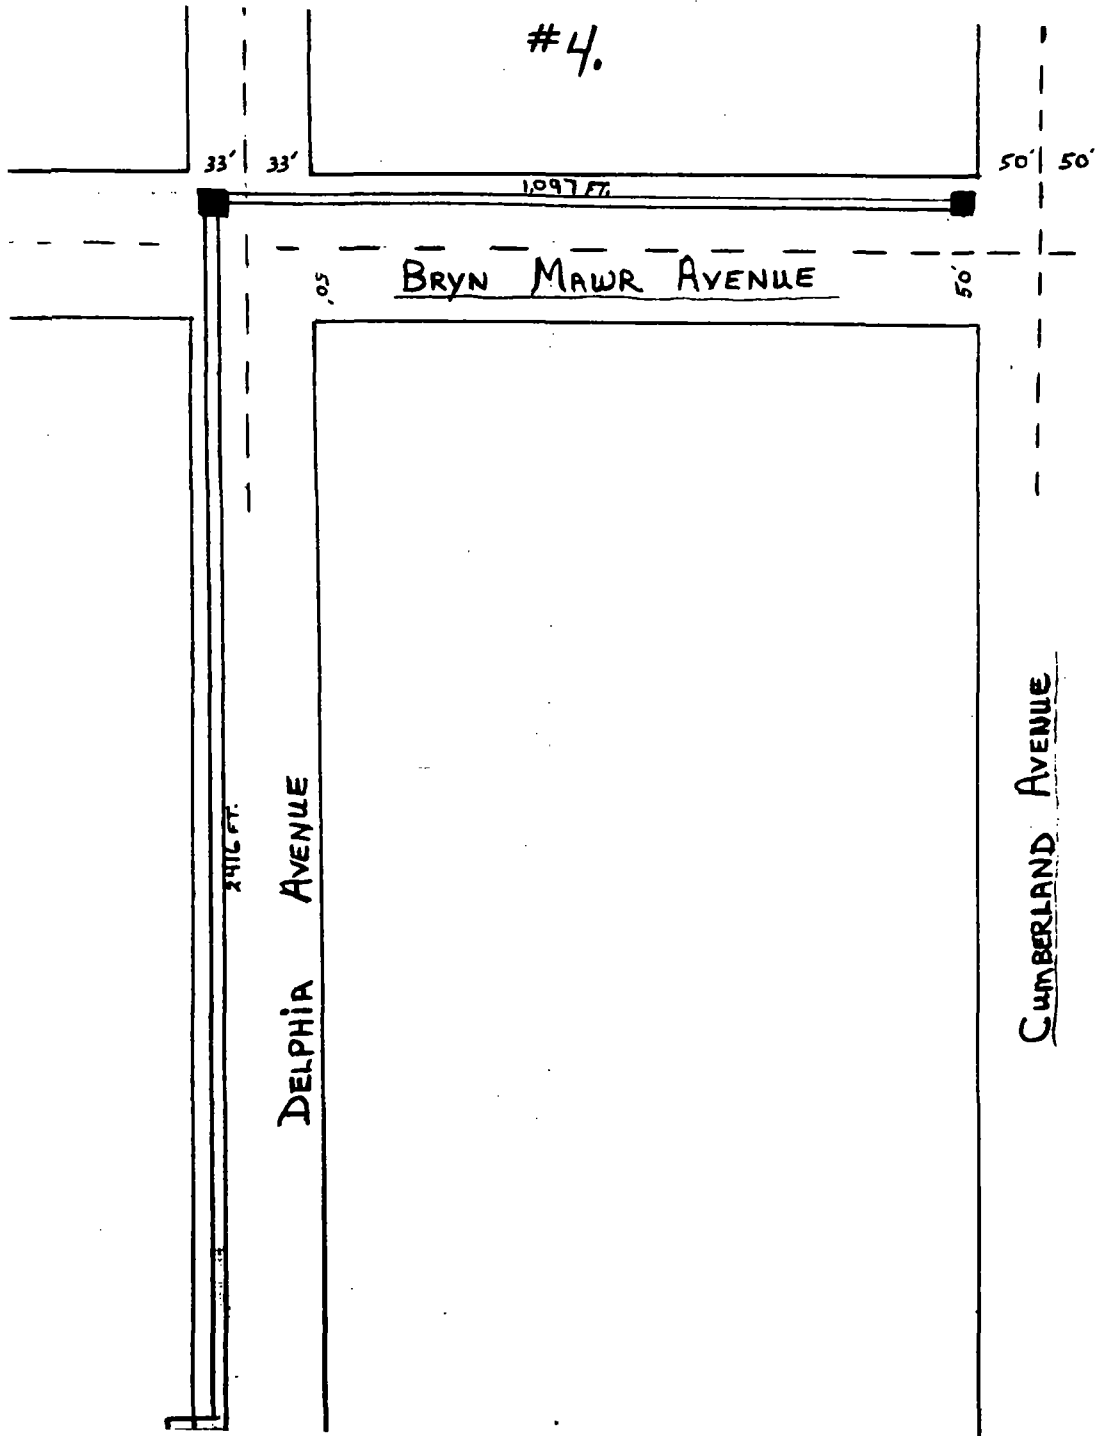 #4.
33' 33'
50' 50'
1,097 FT.
BRYN MAWR AVENUE
50'
50'
2416 FT.
DELPHIA AVENUE
CUMBERLAND AVENUE